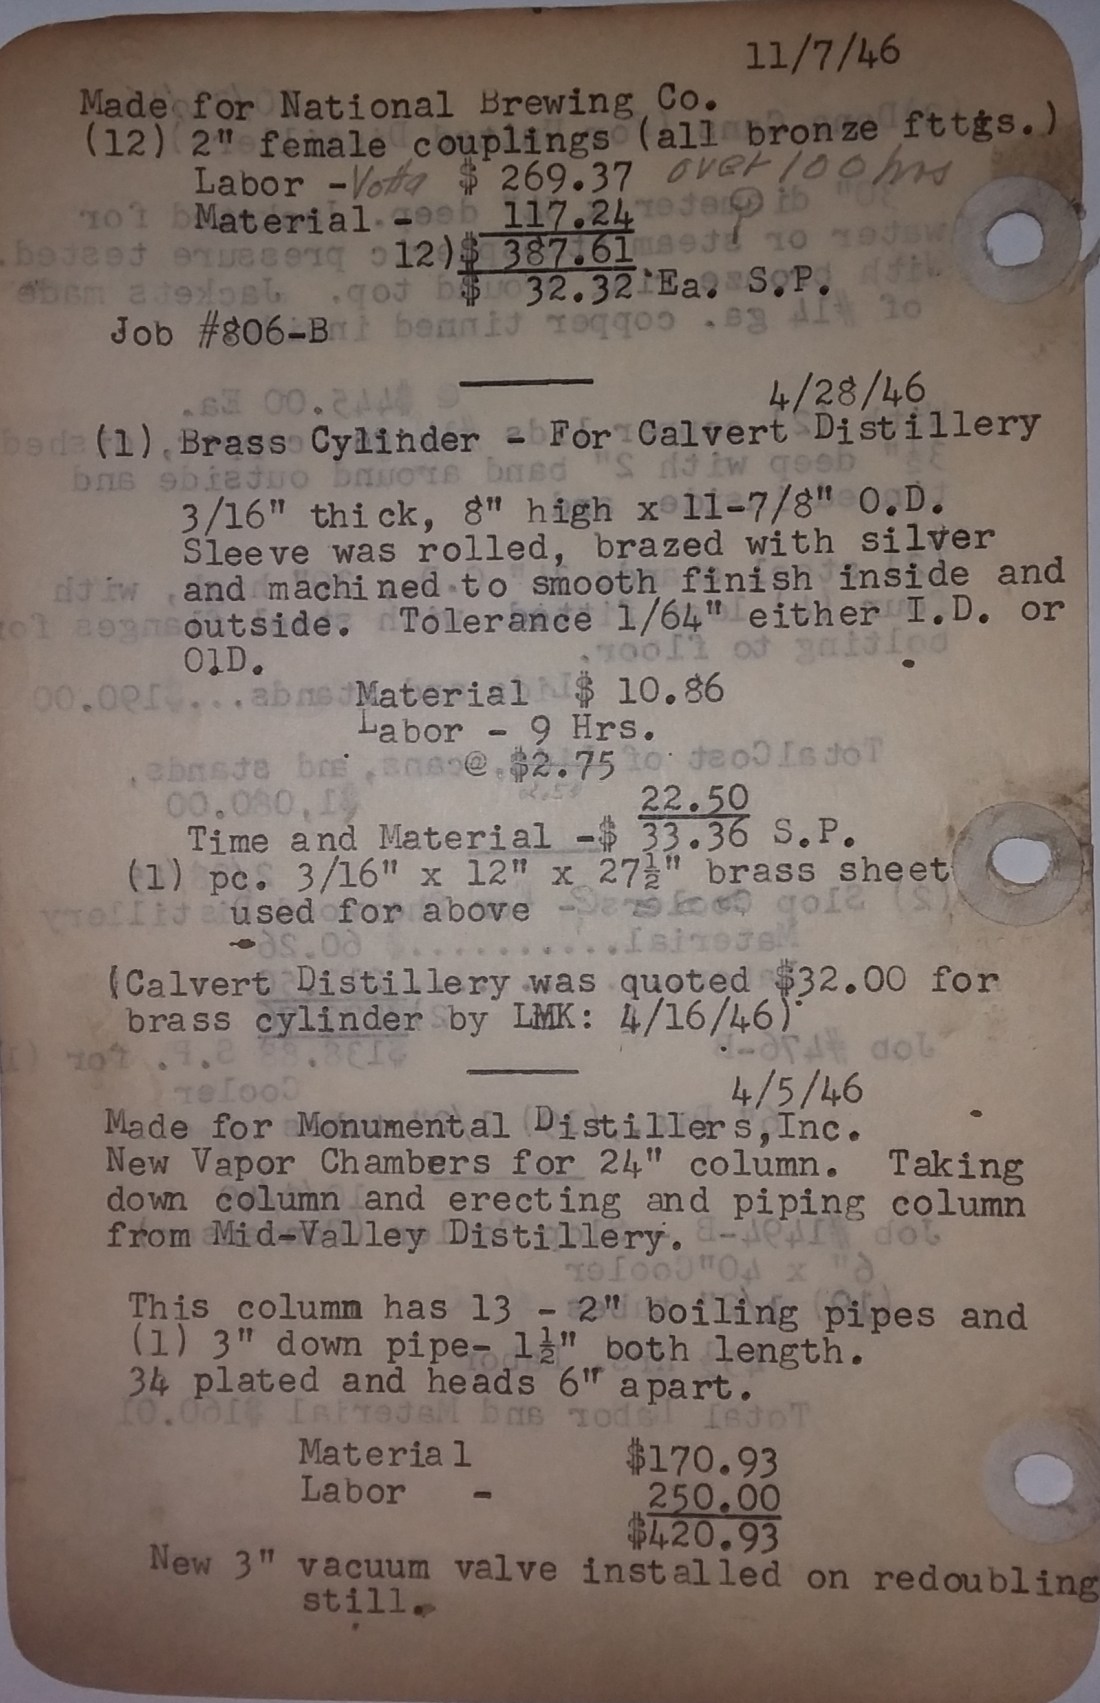 11/7/46
Made for National Brewing Co.
(12) 2" female couplings (all bronze fttgs.)
Labor -Votta $ 269.37 over 100 hrs
Material - 117.24
12)$ 387.61
$ 32.32 Ea. S.P.
Job #806-B
4/28/46
(1) Brass Cylinder - For Calvert Distillery
3/16" thick, 8" high x 11-7/8" O.D.
Sleeve was rolled, brazed with silver
and machined to smooth finish inside and
outside. Tolerance 1/64" either I.D. or
O1D.
Material $ 10.86
Labor - 9 Hrs.
@ $2.75
22.50
Time and Material -$ 33.36 S.P.
(1) pc. 3/16" x 12" x 27½" brass sheet
used for above -
(Calvert Distillery was quoted $32.00 for
brass cylinder by LMK: 4/16/46)
4/5/46
Made for Monumental Distillers,Inc.
New Vapor Chambers for 24" column. Taking
down column and erecting and piping column
from Mid-Valley Distillery.
This column has 13 - 2" boiling pipes and
(1) 3" down pipe- 1½" both length.
34 plated and heads 6" apart.
Material $170.93
Labor - 250.00
$420.93
New 3" vacuum valve installed on redoubling
still.